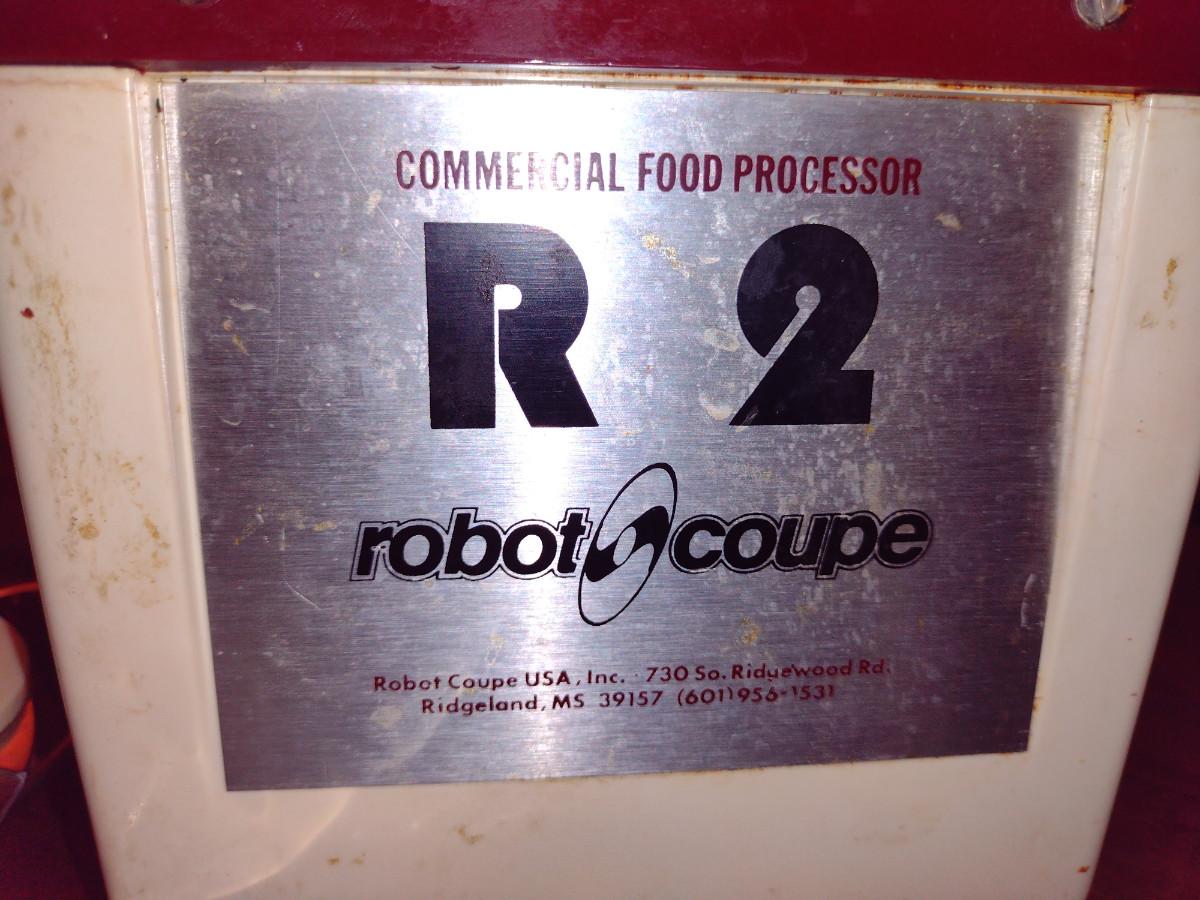 COMMERCIAL FOOD PROCESSOR
R 2
robot coupe
Robot Coupe USA, Inc. · 730 So. Ridgewood Rd.
Ridgeland, MS 39157 (601) 956-1531